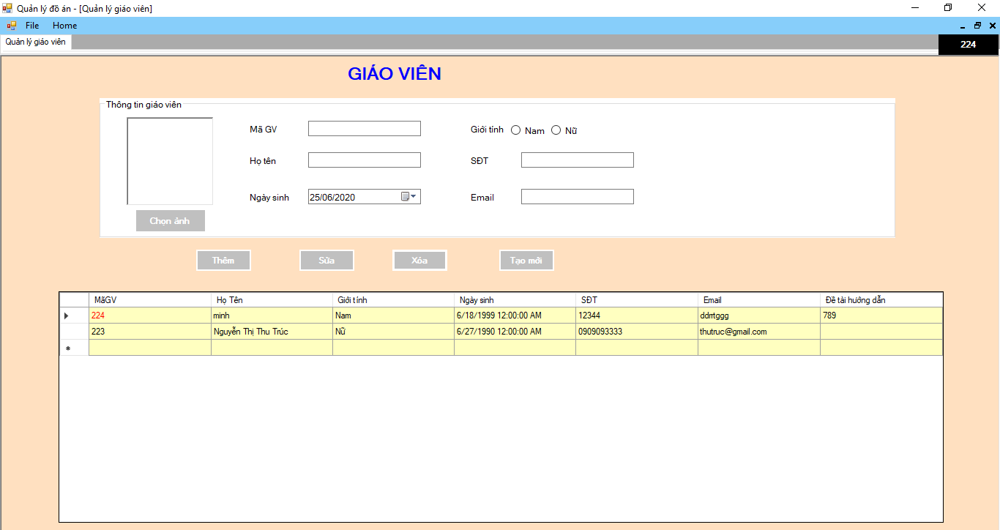 Quản lý đồ án - [Quản lý giáo viên]
File Home
Quản lý giáo viên
224
GIÁO VIÊN
Thông tin giáo viên
Mã GV
Giới tính Nam Nữ
Họ tên
SĐT
Ngày sinh 25/06/2020
Email
Chọn ảnh
Thêm Sửa Xóa Tạo mới
MãGV Họ Tên Giới tính Ngày sinh SĐT Email Đề tài hướng dẫn
224 minh Nam 6/18/1999 12:00:00 AM 12344 ddrrtggg 789
223 Nguyễn Thị Thu Trúc Nữ 6/27/1990 12:00:00 AM 0909093333 thutruc@gmail.com